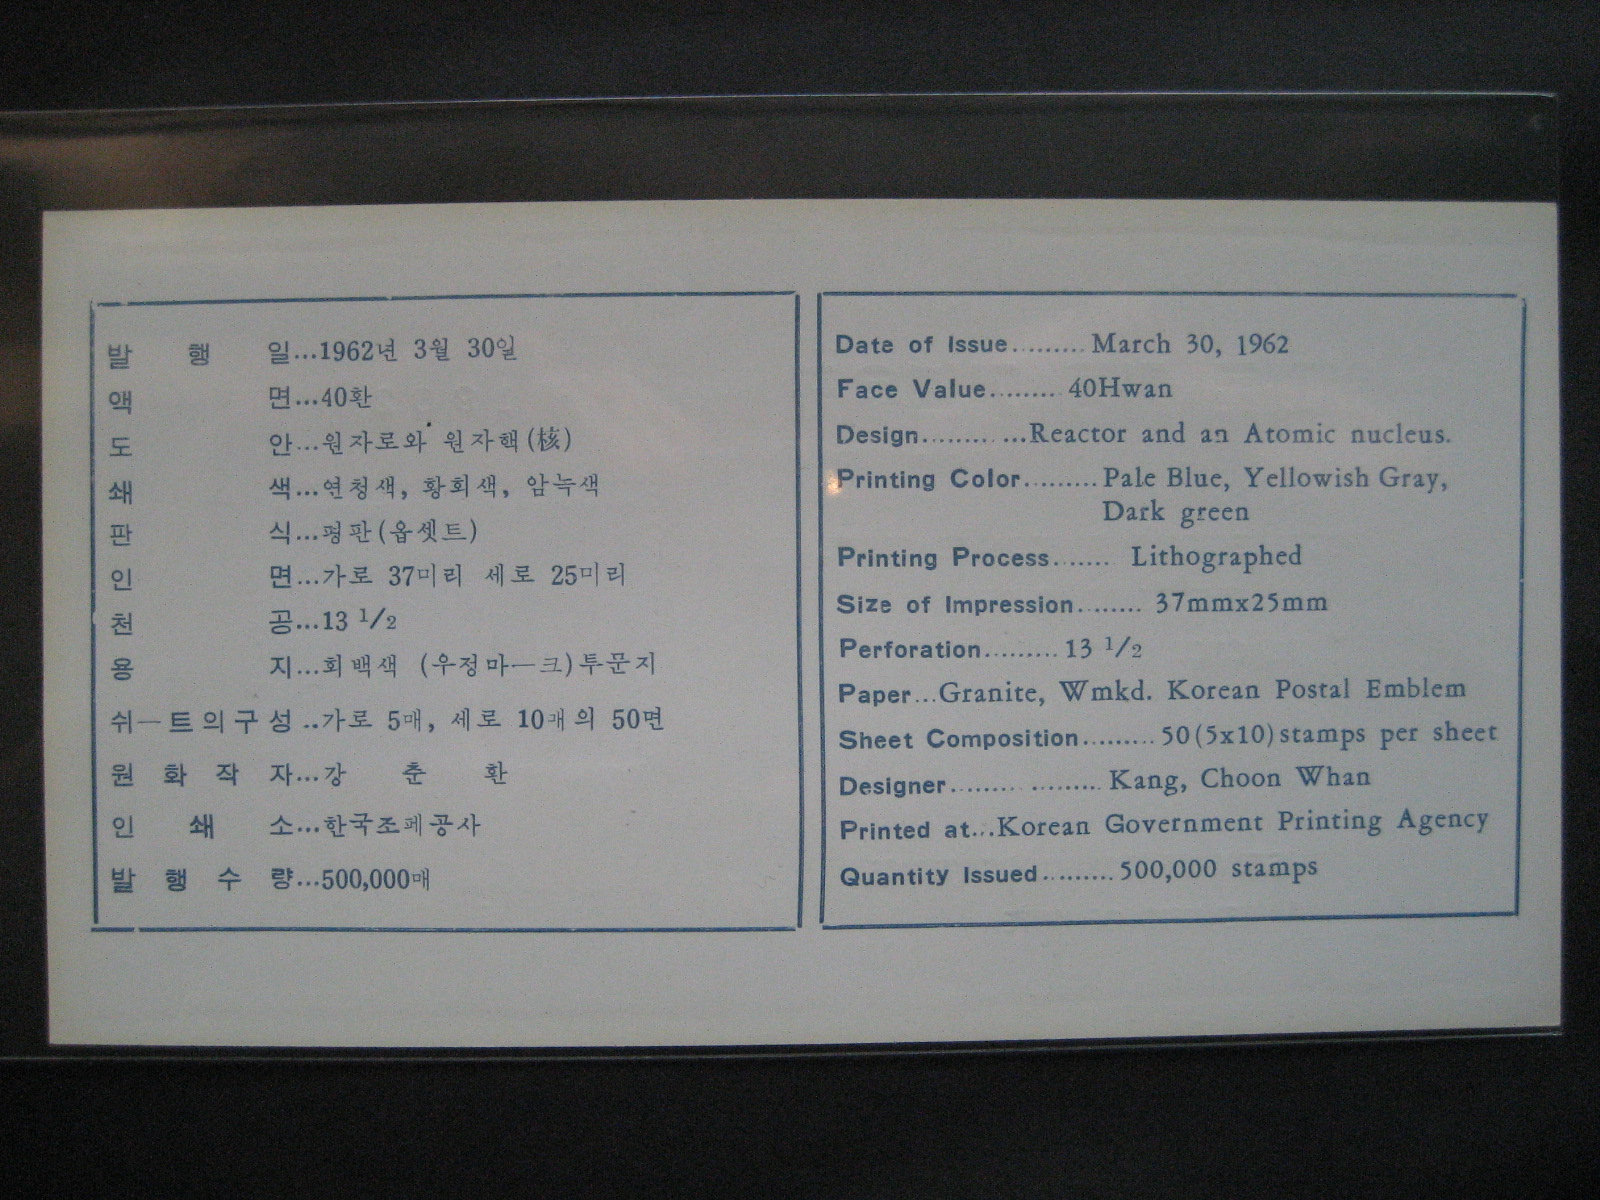 발 행 일...1962년 3월 30일
액 면...40환
도 안...원자로와 원자핵(核)
쇄 색...연청색, 황회색, 암녹색
판 식...평판(옵셋트)
인 면...가로 37미리 세로 25미리
천 공...13 1/2
용 지...회백색 (우정마―크)투문지
쉬―트의구성..가로 5매, 세로 10매의 50면
원 화 작 자...강 춘 환
인 쇄 소...한국조폐공사
발 행 수 량...500,000매
Date of Issue......... March 30, 1962
Face Value........ 40Hwan
Design......... ...Reactor and an Atomic nucleus.
Printing Color.........Pale Blue, Yellowish Gray,
Dark green
Printing Process....... Lithographed
Size of Impression........ 37mmx25mm
Perforation......... 13 1/2
Paper...Granite, Wmkd. Korean Postal Emblem
Sheet Composition......... 50(5x10)stamps per sheet
Designer........ ......... Kang, Choon Whan
Printed at...Korean Government Printing Agency
Quantity Issued.........500,000 stamps